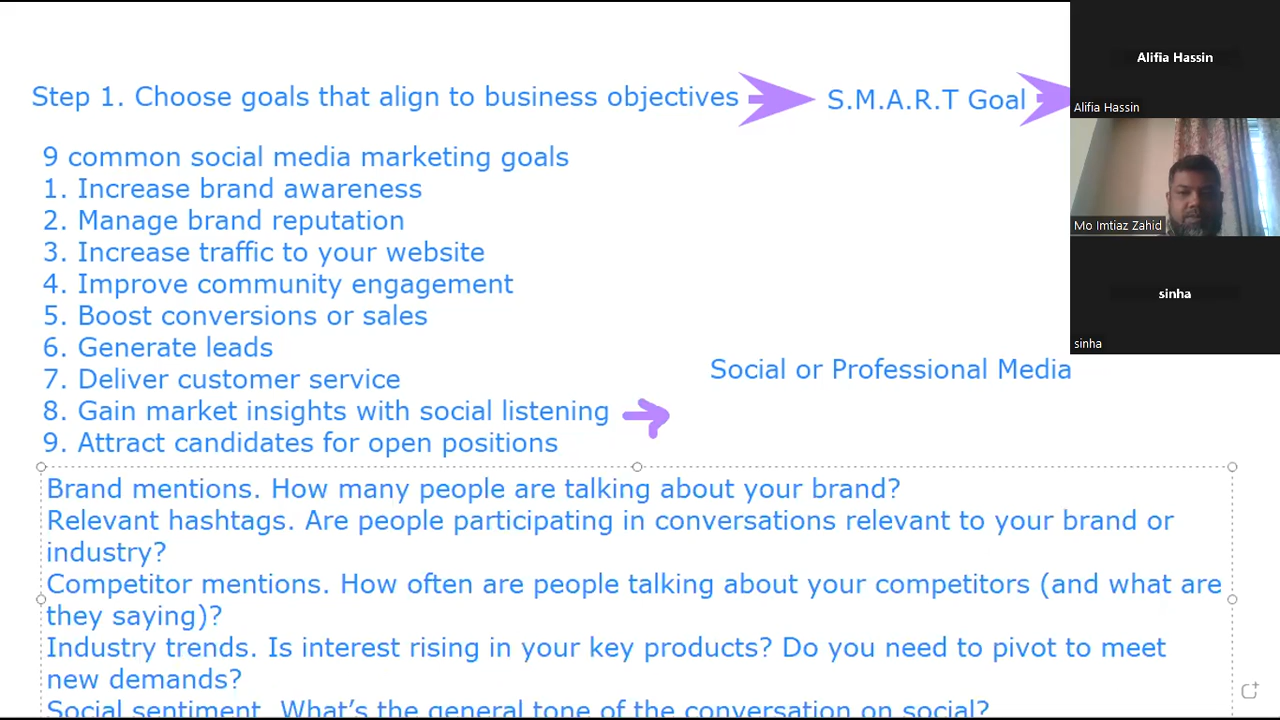 Step 1. Choose goals that align to business objectives
S.M.A.R.T Goal
9 common social media marketing goals
1. Increase brand awareness
2. Manage brand reputation
3. Increase traffic to your website
4. Improve community engagement
5. Boost conversions or sales
6. Generate leads
7. Deliver customer service
8. Gain market insights with social listening
9. Attract candidates for open positions
Social or Professional Media
Brand mentions. How many people are talking about your brand?
Relevant hashtags. Are people participating in conversations relevant to your brand or
industry?
Competitor mentions. How often are people talking about your competitors (and what are
they saying)?
Industry trends. Is interest rising in your key products? Do you need to pivot to meet
new demands?
Social sentiment. What’s the general tone of the conversation on social?
Alifia Hassin
Alifia Hassin
Mo Imtiaz Zahid
sinha
sinha